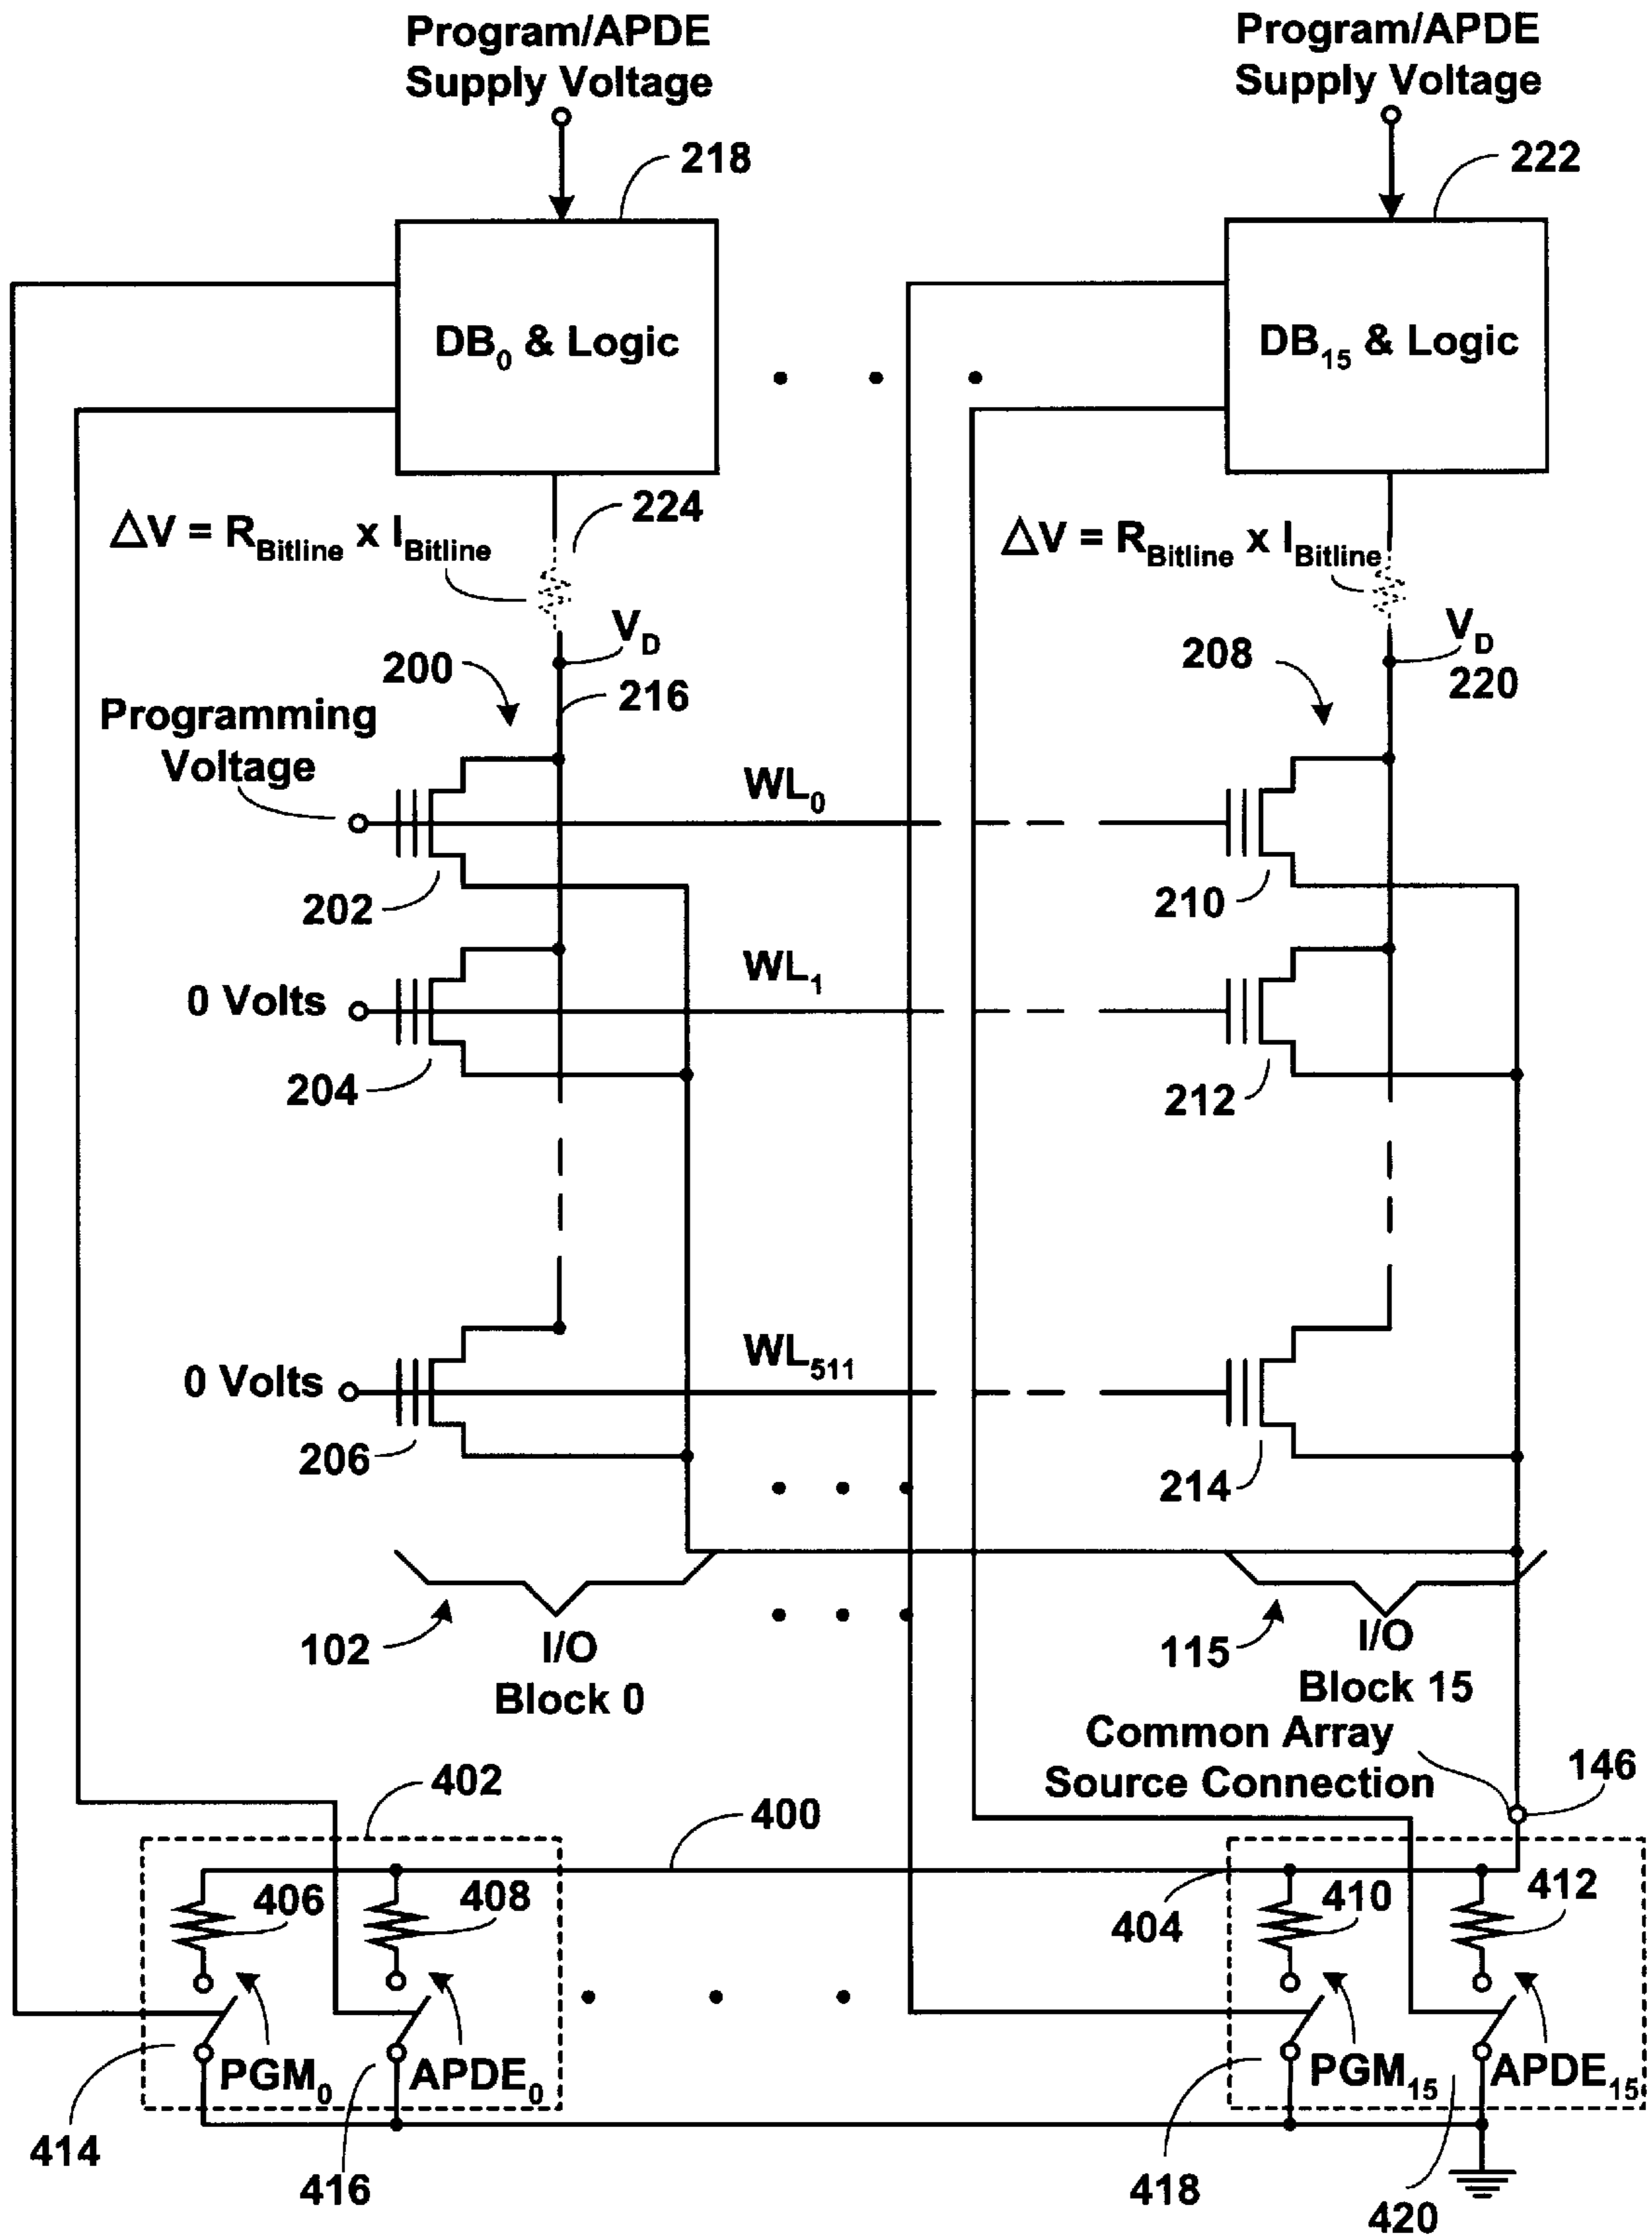 Program/APDE
Supply Voltage
Program/APDE
Supply Voltage
218
222
DB0 & Logic
DB15 & Logic
ΔV = RBitline x IBitline
224
ΔV = RBitline x IBitline
VD
VD
200
216
208
220
Programming
Voltage
WL0
202
210
0 Volts
WL1
204
212
0 Volts
WL511
206
214
102
I/O
Block 0
115
I/O
Block 15
Common Array
Source Connection
146
402
400
406
408
404
410
412
PGM0
APDE0
PGM15
APDE15
414
416
418
420